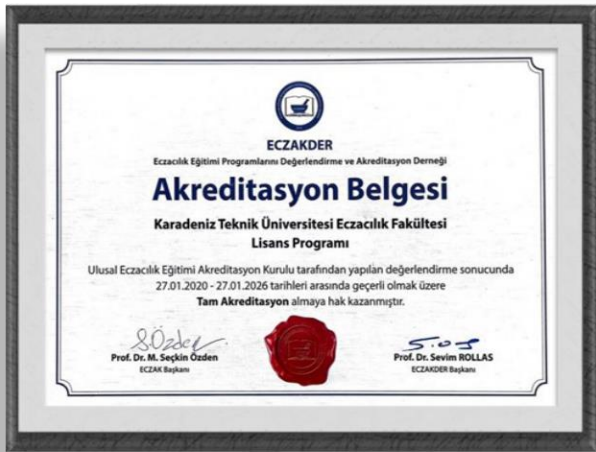 ECZAKDER
Eczacılık Eğitimi Programlarını Değerlendirme ve Akreditasyon Derneği
Akreditasyon Belgesi
Karadeniz Teknik Üniversitesi Eczacılık Fakültesi
Lisans Programı
Ulusal Eczacılık Eğitimi Akreditasyon Kurulu tarafından yapılan değerlendirme sonucunda
27.01.2020 - 27.01.2026 tarihleri arasında geçerli olmak üzere
Tam Akreditasyon almaya hak kazanmıştır.
Prof. Dr. M. Seçkin Özden
ECZAK Başkanı
Prof. Dr. Sevim ROLLAS
ECZAKDER Başkanı